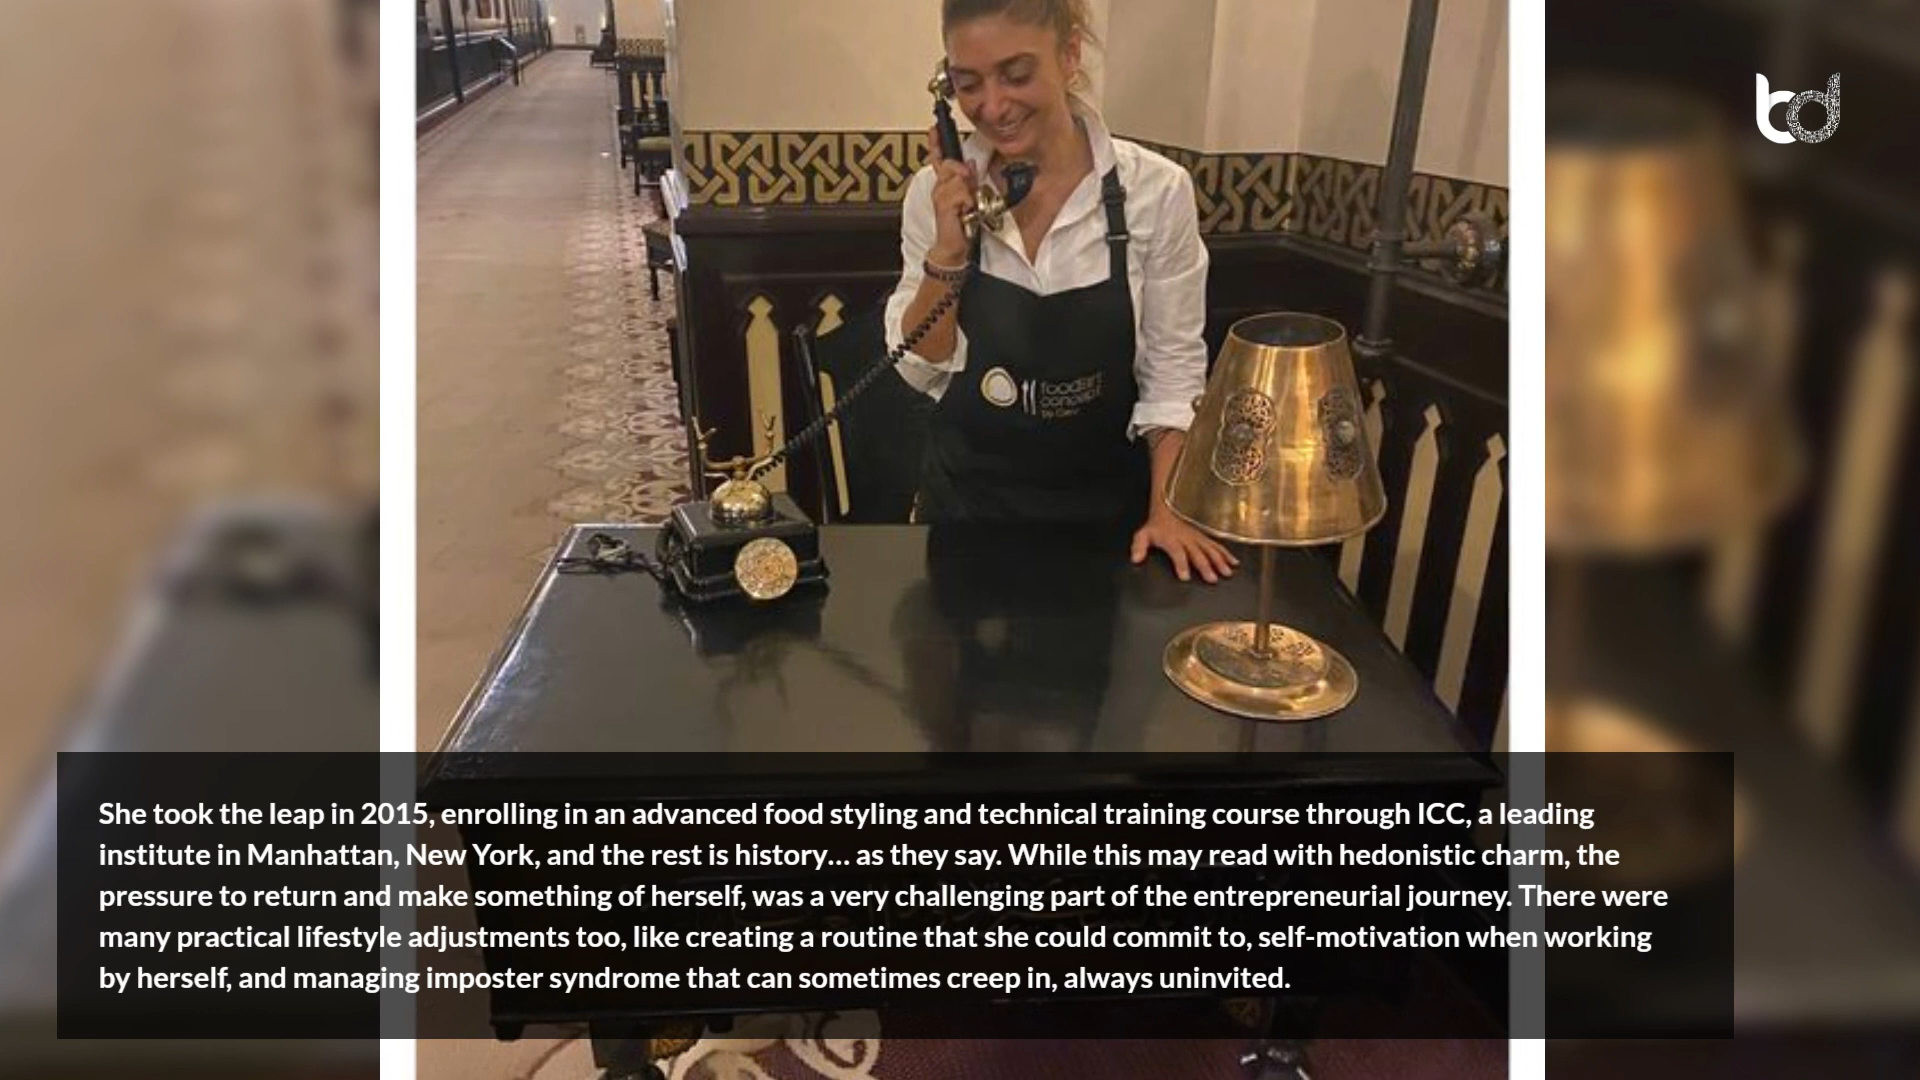 bd
food art
concept
She took the leap in 2015, enrolling in an advanced food styling and technical training course through ICC, a leading
institute in Manhattan, New York, and the rest is history… as they say. While this may read with hedonistic charm, the
pressure to return and make something of herself, was a very challenging part of the entrepreneurial journey. There were
many practical lifestyle adjustments too, like creating a routine that she could commit to, self-motivation when working
by herself, and managing imposter syndrome that can sometimes creep in, always uninvited.